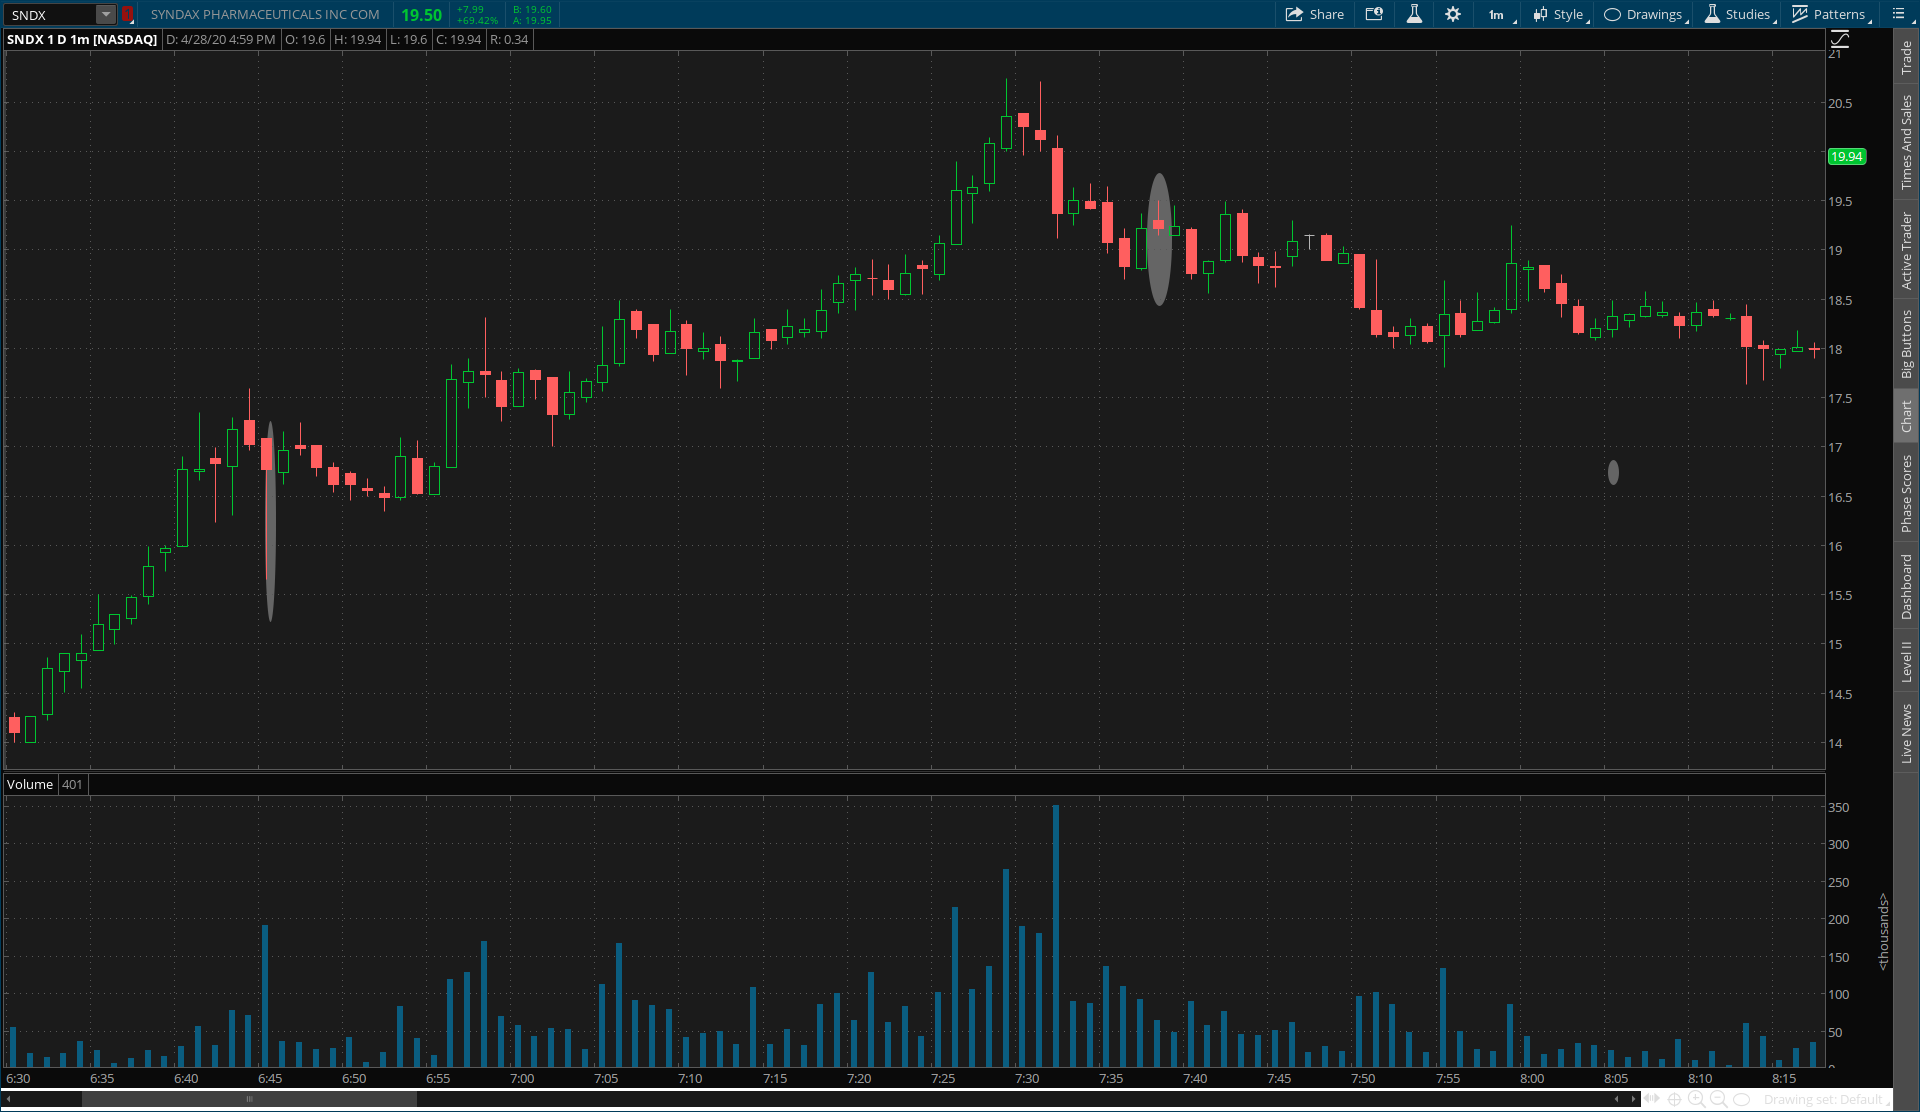 SNDX
1
SYNDAX PHARMACEUTICALS INC COM
19.50
+7.99
+69.42%
B: 19.60
A: 19.95
Share
1m
Style
Drawings
Studies
Patterns
SNDX 1 D 1m [NASDAQ]
D: 4/28/20 4:59 PM
O: 19.6
H: 19.94
L: 19.6
C: 19.94
R: 0.34
21
20.5
19.94
19.5
19
18.5
18
17.5
17
16.5
16
15.5
15
14.5
14
Trade
Times And Sales
Active Trader
Big Buttons
Chart
Phase Scores
Dashboard
Level II
Live News
Volume
401
350
300
250
200
150
100
50
<thousands>
6:30
6:35
6:40
6:45
6:50
6:55
7:00
7:05
7:10
7:15
7:20
7:25
7:30
7:35
7:40
7:45
7:50
7:55
8:00
8:05
8:10
8:15
Drawing set: Default